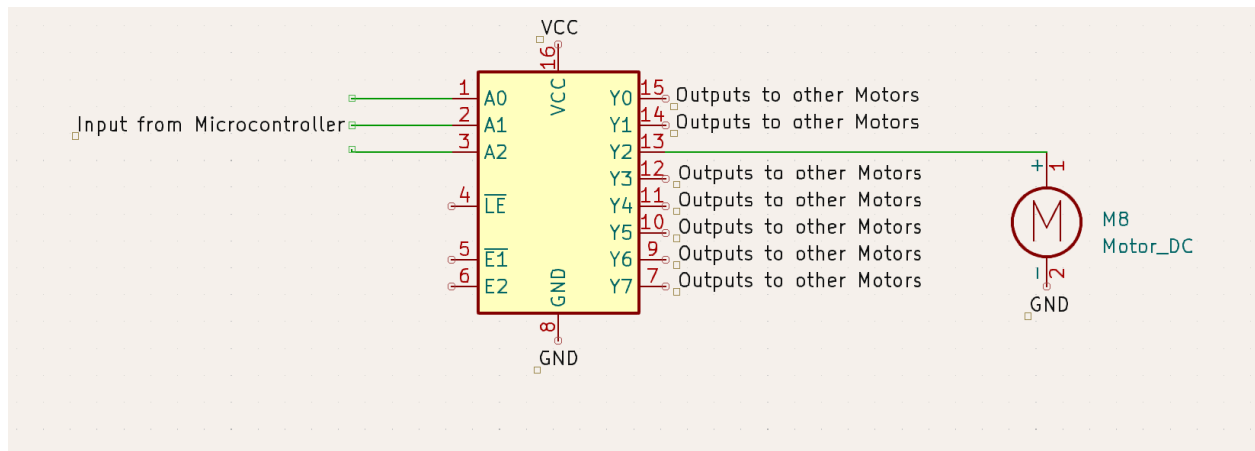 VCC
16
1 A0 VCC Y0 15 Outputs to other Motors
Input from Microcontroller 2 A1 Y1 14 Outputs to other Motors
3 A2 Y2 13
Y3 12 Outputs to other Motors
+ 1
4 LE Y4 11 Outputs to other Motors
M M8
Y5 10 Outputs to other Motors
Motor_DC
5 E1 Y6 9 Outputs to other Motors
6 E2 GND Y7 7 Outputs to other Motors
- 2
GND
8
GND